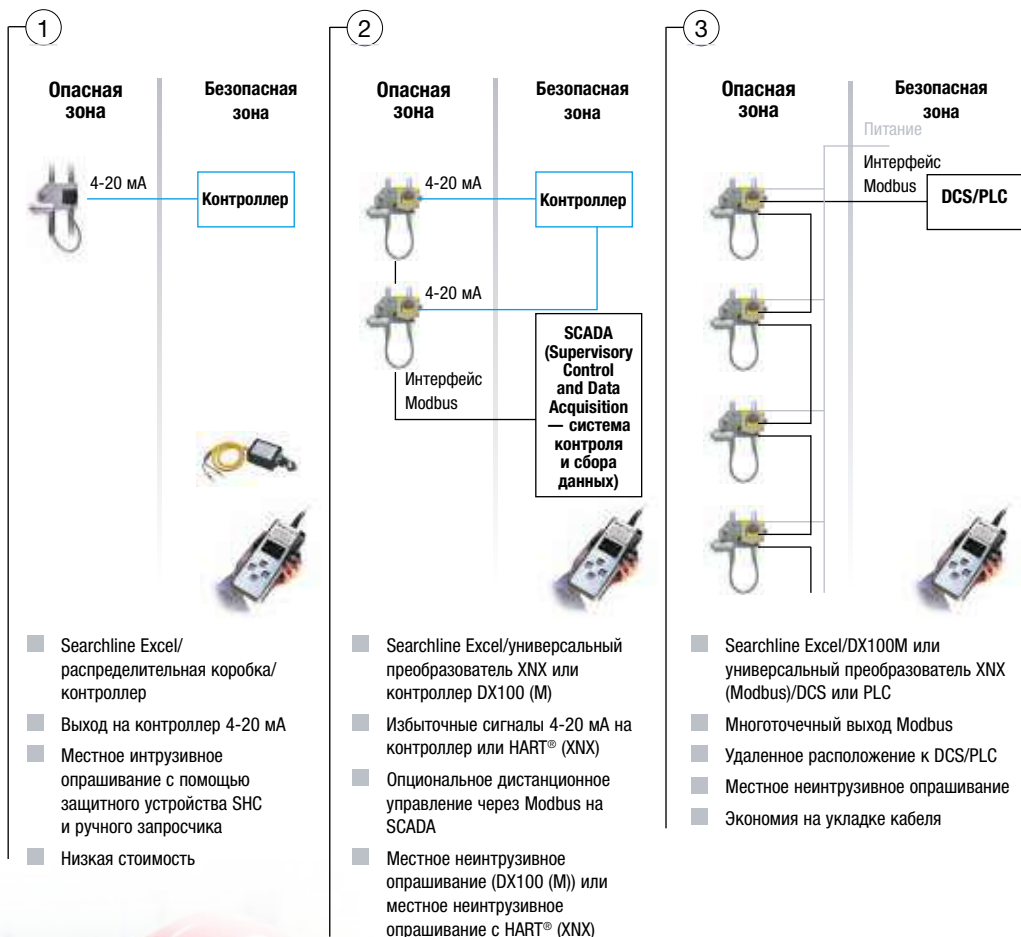 1
Опасная
зона
Безопасная
зона
4-20 мА
Контроллер
Searchline Excel/
распределительная коробка/
контроллер
Выход на контроллер 4-20 мА
Местное интрузивное
опрашивание с помощью
защитного устройства SHC
и ручного запросчика
Низкая стоимость
2
Опасная
зона
Безопасная
зона
4-20 мА
Контроллер
4-20 мА
Интерфейс
Modbus
SCADA
(Supervisory
Control
and Data
Acquisition
— система
контроля
и сбора
данных)
Searchline Excel/универсальный
преобразователь XNX или
контроллер DX100 (M)
Избыточные сигналы 4-20 мА на
контроллер или HART® (XNX)
Опциональное дистанционное
управление через Modbus на
SCADA
Местное неинтрузивное
опрашивание (DX100 (M)) или
местное неинтрузивное
опрашивание с HART® (XNX)
3
Опасная
зона
Безопасная
зона
Питание
Интерфейс
Modbus
DCS/PLC
Searchline Excel/DX100M или
универсальный преобразователь XNX
(Modbus)/DCS или PLC
Многоточечный выход Modbus
Удаленное расположение к DCS/PLC
Местное неинтрузивное опрашивание
Экономия на укладке кабеля